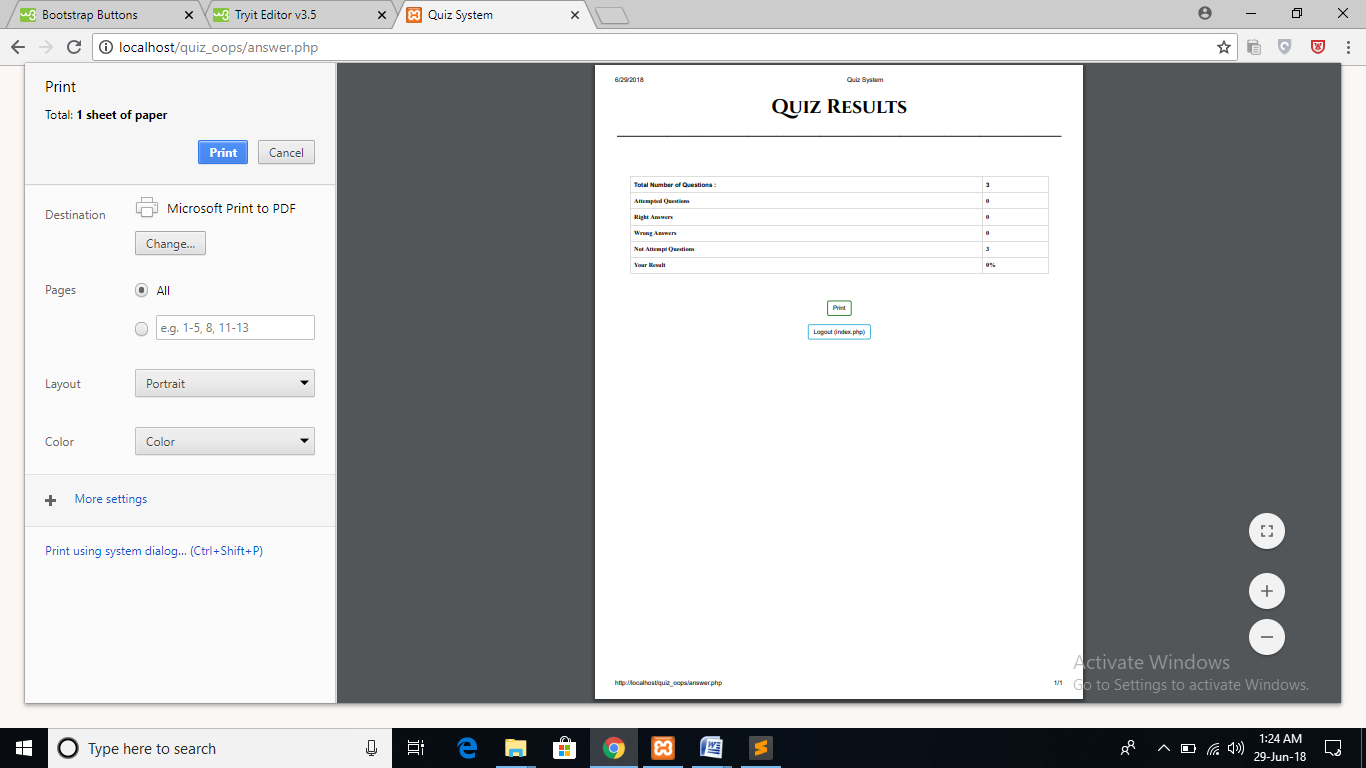 Bootstrap Buttons
Tryit Editor v3.5
Quiz System
localhost/quiz_oops/answer.php
Print
Total: 1 sheet of paper
Print Cancel
Destination Microsoft Print to PDF
Change...
Pages All
e.g. 1-5, 8, 11-13
Layout Portrait
Color Color
More settings
Print using system dialog... (Ctrl+Shift+P)
6/29/2018 Quiz System
Quiz Results
Total Number of Questions : 3
Attempted Questions 0
Right Answers 0
Wrong Answers 0
Not Attempt Questions 3
Your Result 0%
Print
Logout (index.php)
http://localhost/quiz_oops/answer.php 1/1
Activate Windows
Go to Settings to activate Windows.
Type here to search
1:24 AM
29-Jun-18